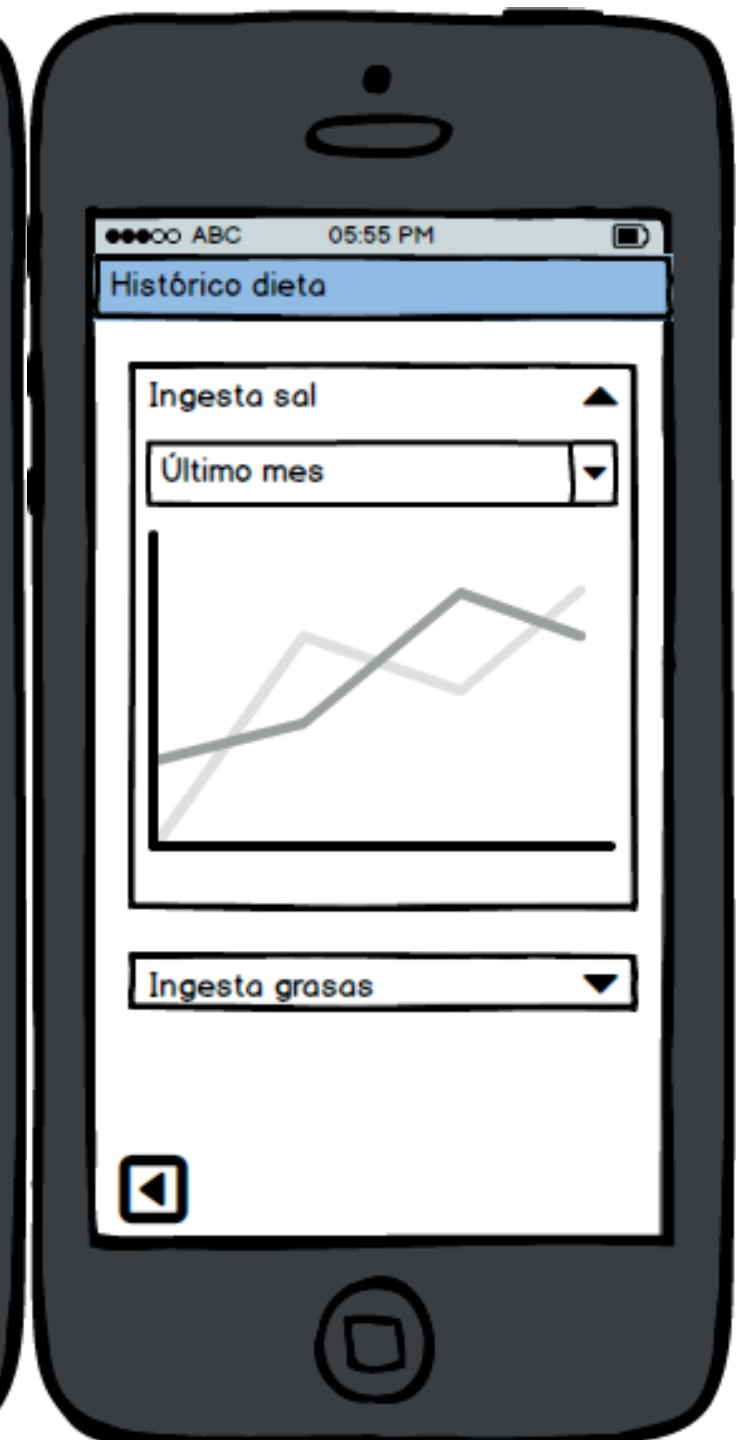 ABC 05:55 PM
Histórico dieta
Ingesta sal
Último mes
Ingesta grasas